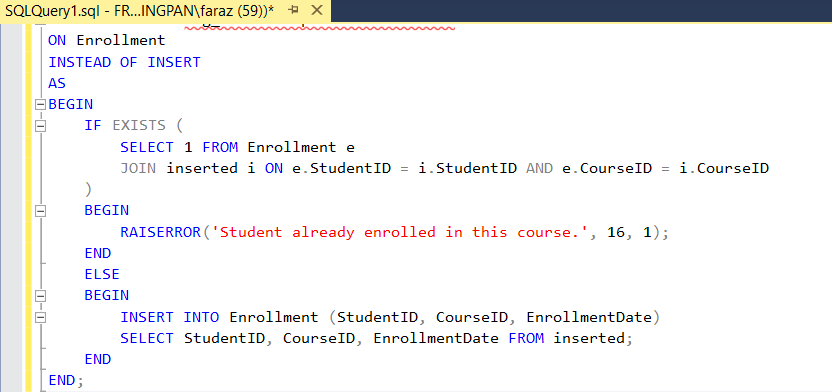 SQLQuery1.sql - FR...INGPAN\faraz (59))*
ON Enrollment
INSTEAD OF INSERT
AS
BEGIN
    IF EXISTS (
        SELECT 1 FROM Enrollment e
        JOIN inserted i ON e.StudentID = i.StudentID AND e.CourseID = i.CourseID
    )
    BEGIN
        RAISERROR('Student already enrolled in this course.', 16, 1);
    END
    ELSE
    BEGIN
        INSERT INTO Enrollment (StudentID, CourseID, EnrollmentDate)
        SELECT StudentID, CourseID, EnrollmentDate FROM inserted;
    END
END;